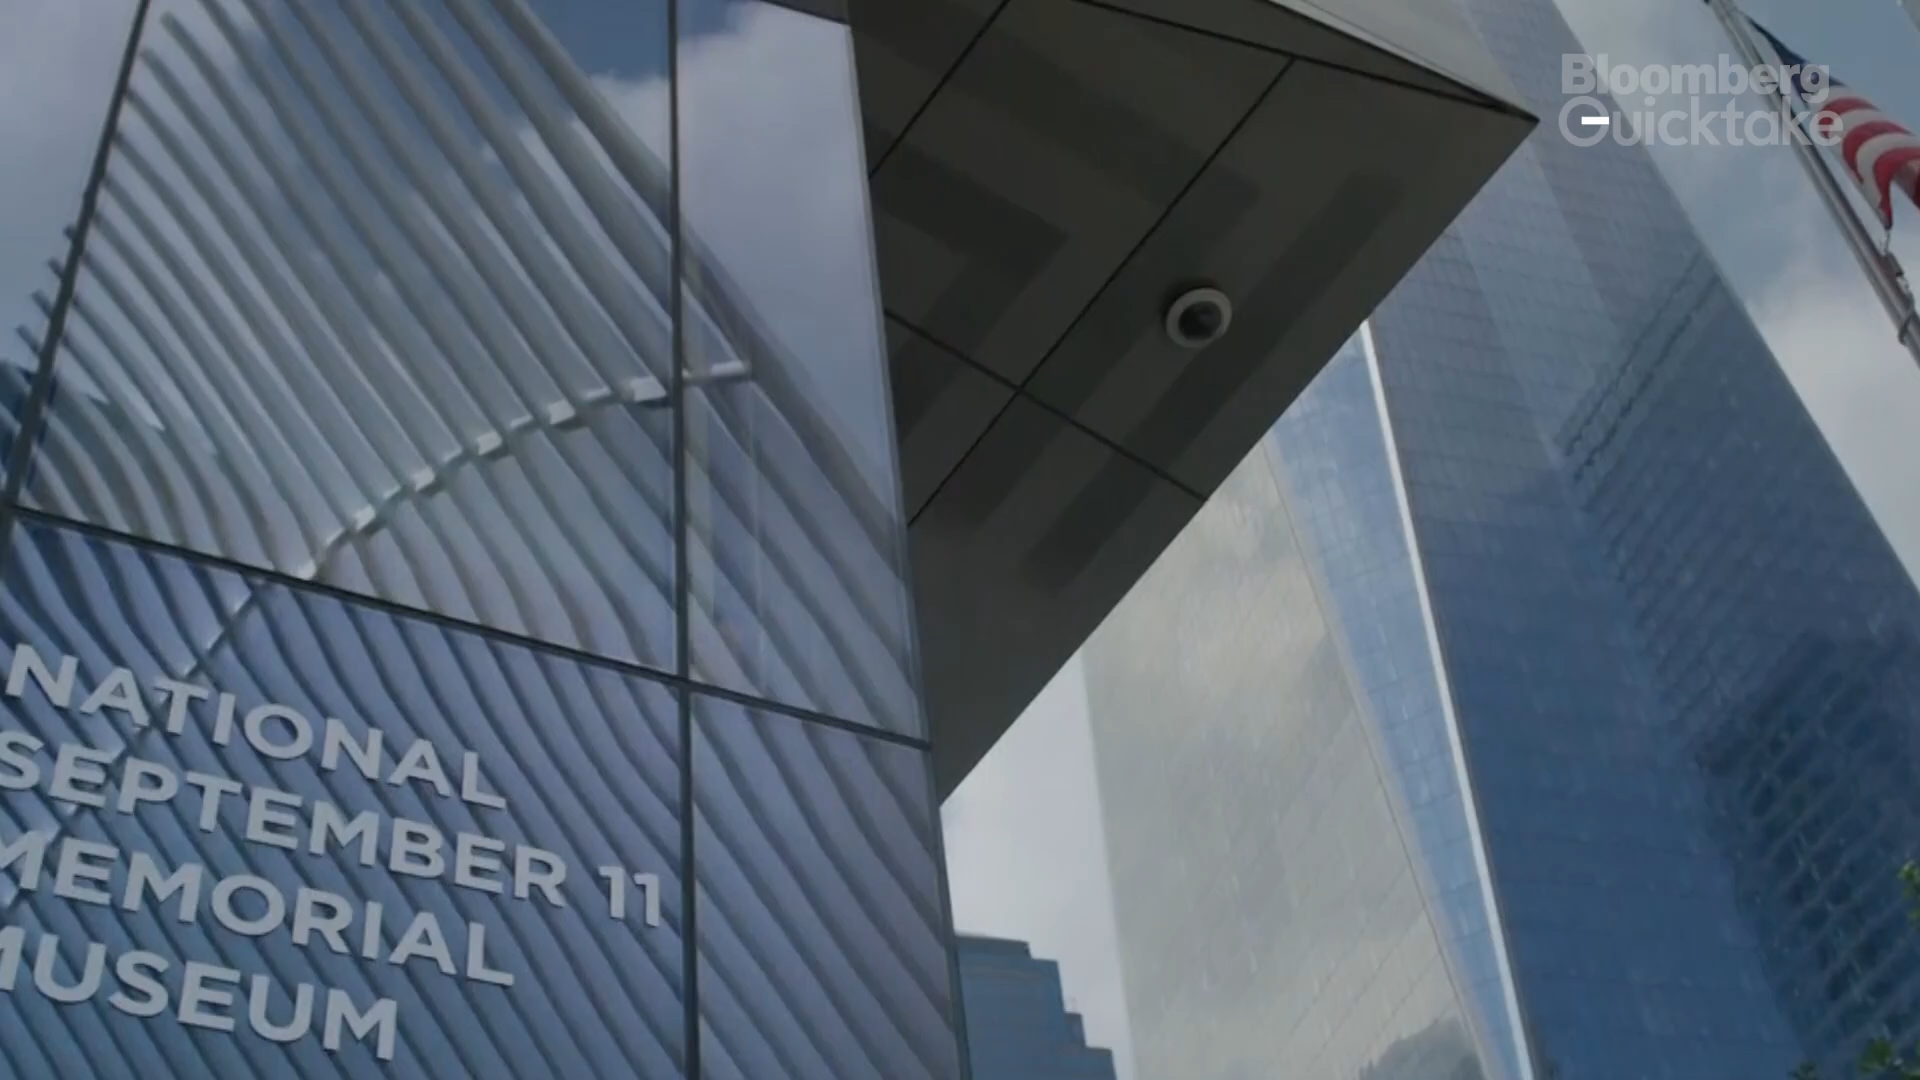 Bloomberg
Quicktake
NATIONAL
SEPTEMBER 11
MEMORIAL
MUSEUM